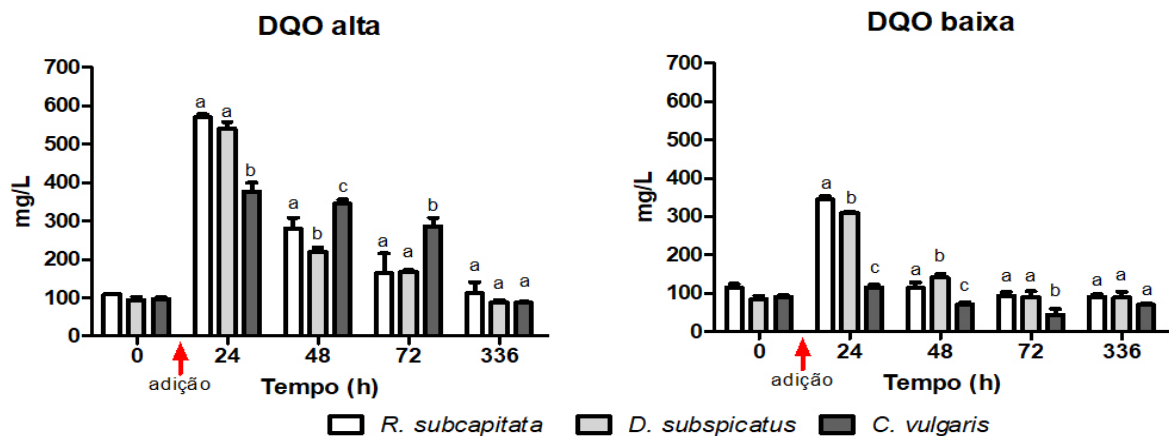 DQO alta
700
600
500
400
300
200
100
0
mg/L
a a b
a b c
a a b
a a a
0 24 48 72 336
adição
Tempo (h)
DQO baixa
700
600
500
400
300
200
100
0
mg/L
a b c
a b c
a a b
a a a
0 24 48 72 336
adição
Tempo (h)
R. subcapitata D. subspicatus C. vulgaris